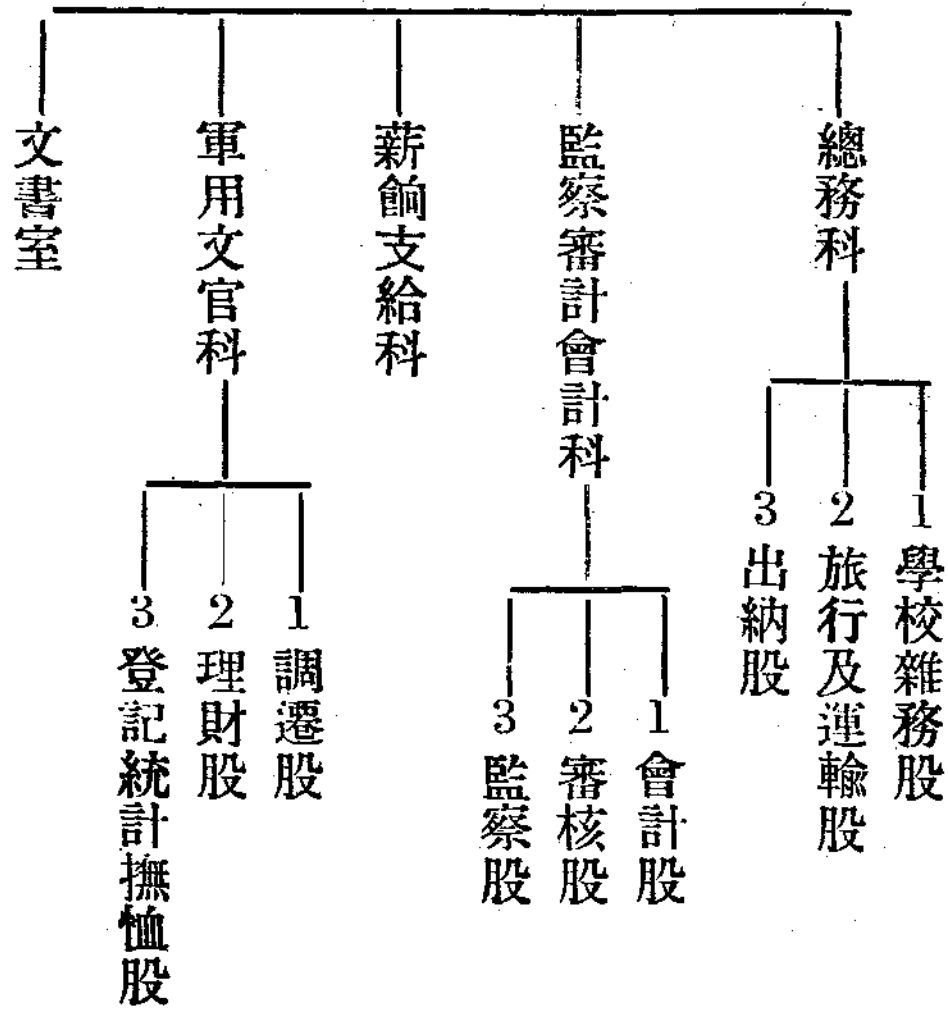 總務科
1 學校雜務股
2 旅行及運輸股
3 出納股
監察審計會計科
1 會計股
2 審核股
3 監察股
薪餉支給科
軍用文官科
1 調遷股
2 理財股
3 登記統計撫恤股
文書室